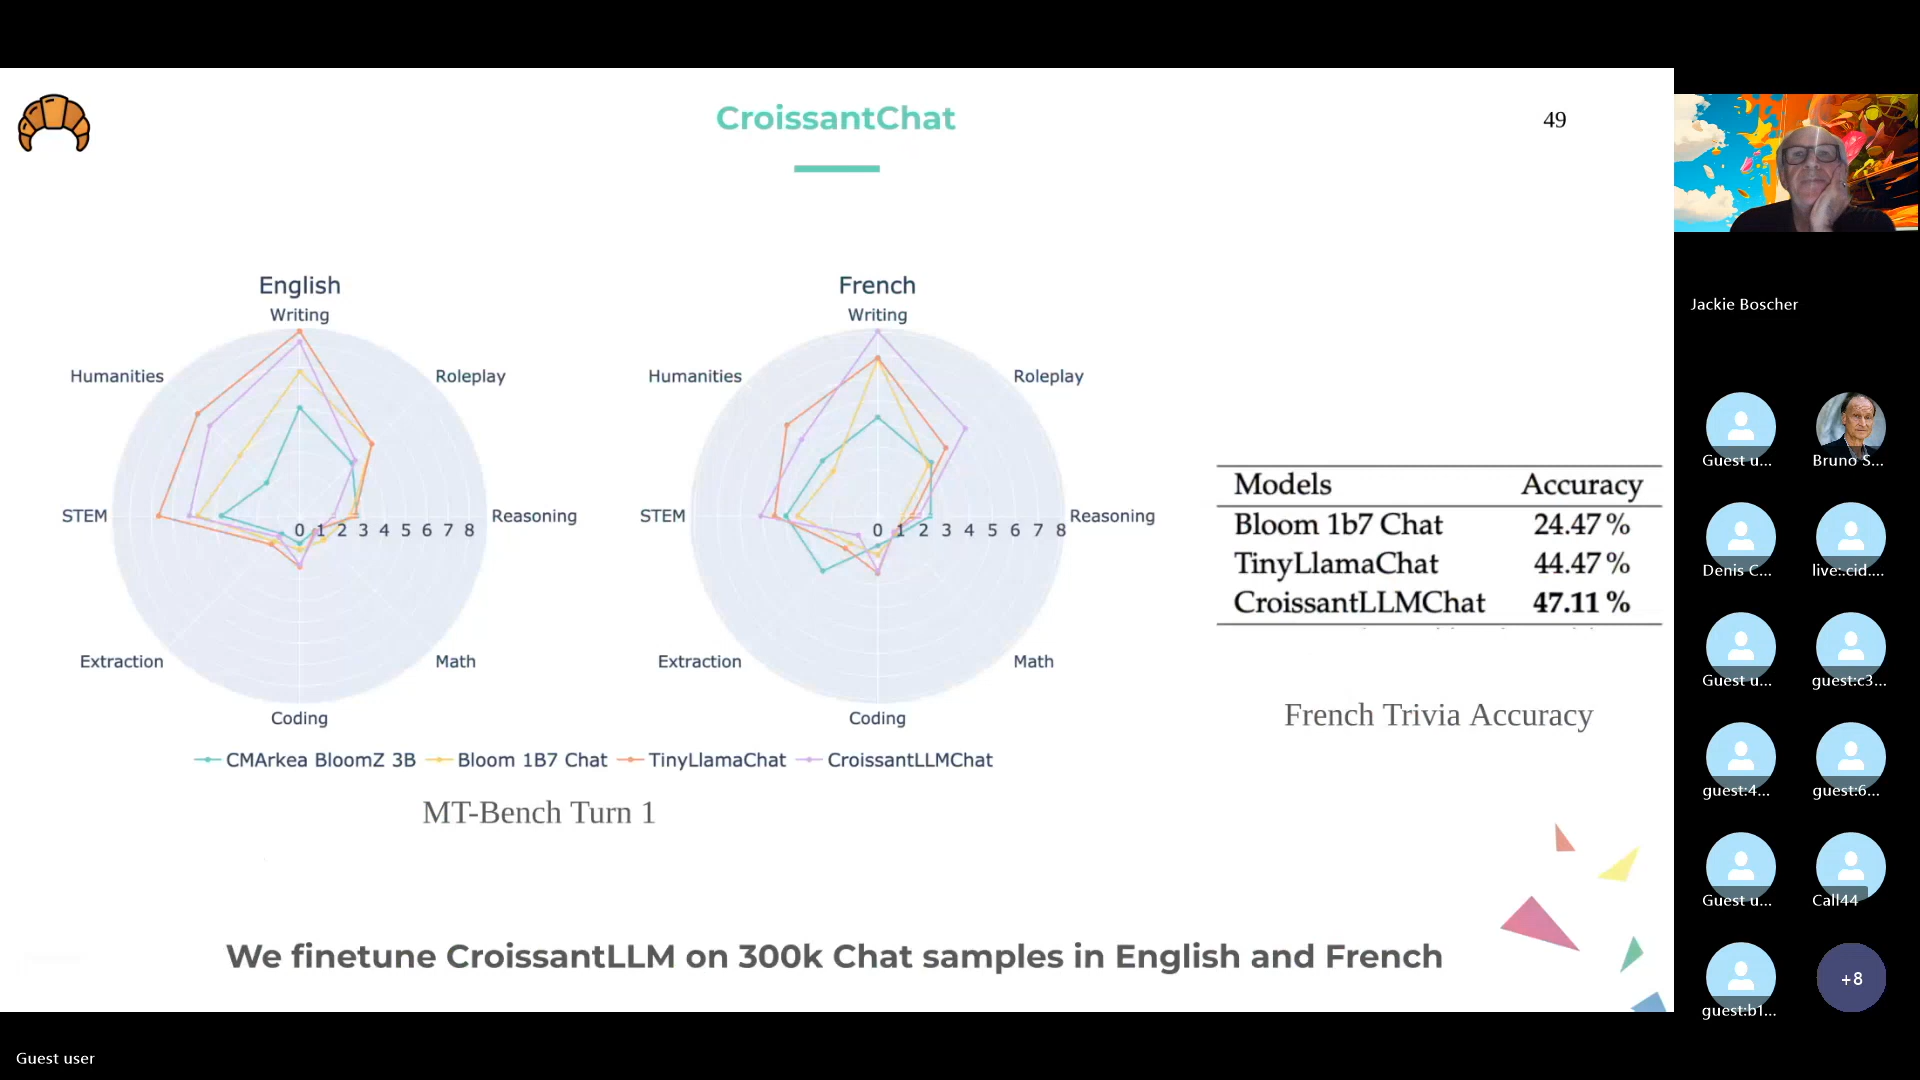 CroissantChat
49
English
Writing
Humanities
Roleplay
STEM
0 1 2 3 4 5 6 7 8
Reasoning
Extraction
Math
Coding
French
Writing
Humanities
Roleplay
STEM
0 1 2 3 4 5 6 7 8
Reasoning
Extraction
Math
Coding
CMArkea BloomZ 3B Bloom 1B7 Chat TinyLlamaChat CroissantLLMChat
MT-Bench Turn 1
Models Accuracy
Bloom 1b7 Chat 24.47 %
TinyLlamaChat 44.47 %
CroissantLLMChat 47.11 %
French Trivia Accuracy
We finetune CroissantLLM on 300k Chat samples in English and French
Jackie Boscher
Guest u... Bruno S...
Denis C... live:.cid....
Guest u... guest:c3...
guest:4... guest:6...
Guest u... Call44
guest:b1... +8
Guest user